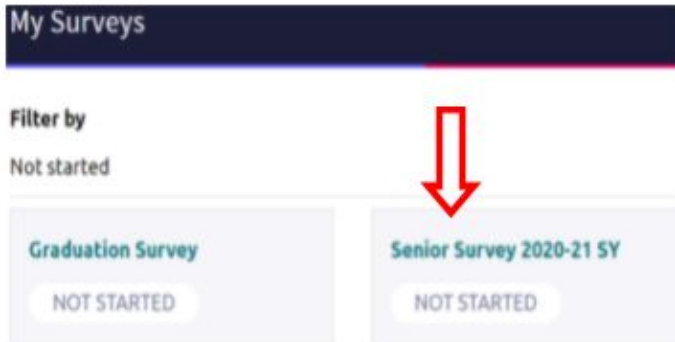 My Surveys
Filter by
Not started
Graduation Survey
NOT STARTED
Senior Survey 2020-21 SY
NOT STARTED